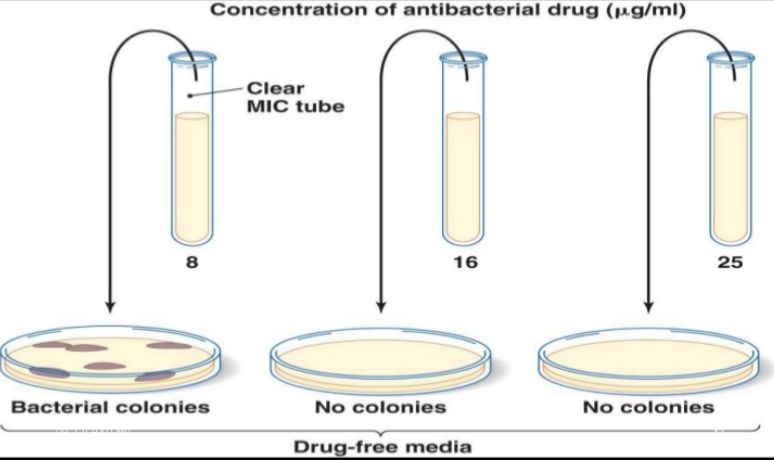 Concentration of antibacterial drug (μg/ml)
Clear
MIC tube
8
16
25
Bacterial colonies
No colonies
No colonies
Drug-free media